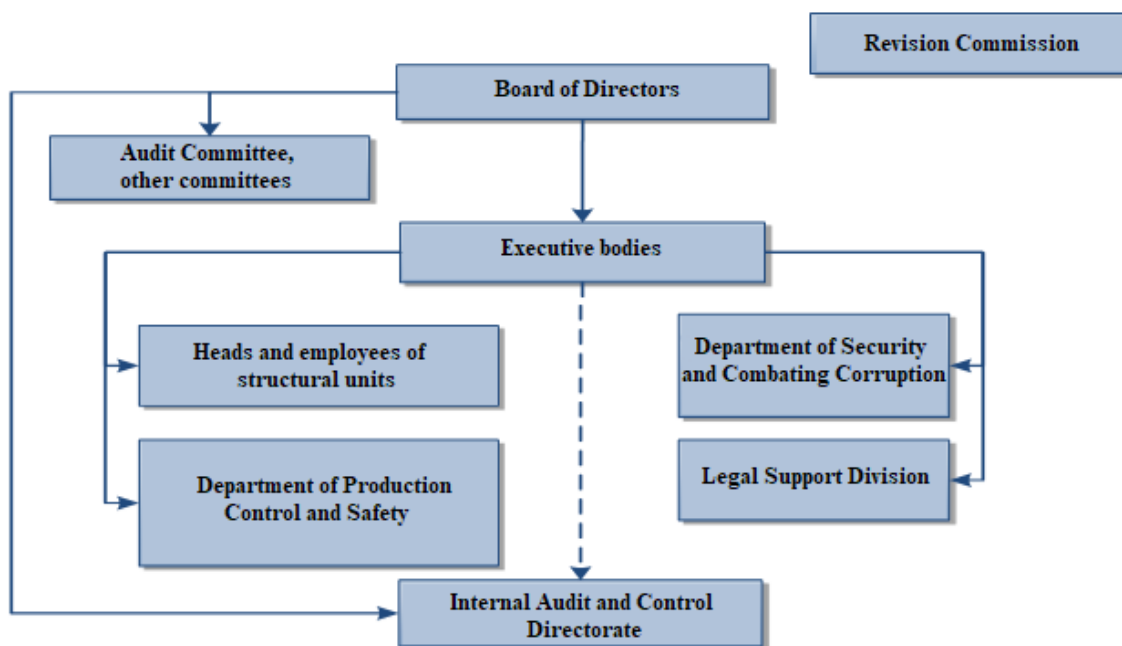 Revision Commission
Board of Directors
Audit Committee,
other committees
Executive bodies
Heads and employees of
structural units
Department of Security
and Combating Corruption
Department of Production
Control and Safety
Legal Support Division
Internal Audit and Control
Directorate